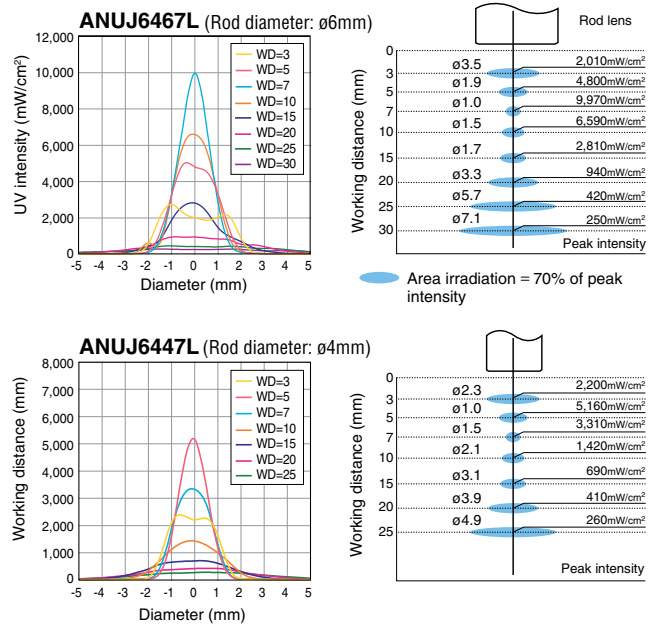 ANUJ6467L (Rod diameter: ø6mm)
UV intensity (mW/cm²)
12,000
10,000
8,000
6,000
4,000
2,000
0
-5 -4 -3 -2 -1 0 1 2 3 4 5
Diameter (mm)
WD=3
WD=5
WD=7
WD=10
WD=15
WD=20
WD=25
WD=30
Rod lens
Working distance (mm)
0
3 ø3.5 2,010mW/cm²
5 ø1.9 4,800mW/cm²
7 ø1.0 9,970mW/cm²
10 ø1.5 6,590mW/cm²
15 ø1.7 2,810mW/cm²
20 ø3.3 940mW/cm²
25 ø5.7 420mW/cm²
30 ø7.1 250mW/cm²
Peak intensity
Area irradiation = 70% of peak
intensity
ANUJ6447L (Rod diameter: ø4mm)
Working distance (mm)
8,000
7,000
6,000
5,000
4,000
3,000
2,000
1,000
0
-5 -4 -3 -2 -1 0 1 2 3 4 5
Diameter (mm)
WD=3
WD=5
WD=7
WD=10
WD=15
WD=20
WD=25
Working distance (mm)
0
3 ø2.3 2,200mW/cm²
5 ø1.0 5,160mW/cm²
7 ø1.5 3,310mW/cm²
10 ø2.1 1,420mW/cm²
15 ø3.1 690mW/cm²
20 ø3.9 410mW/cm²
25 ø4.9 260mW/cm²
Peak intensity